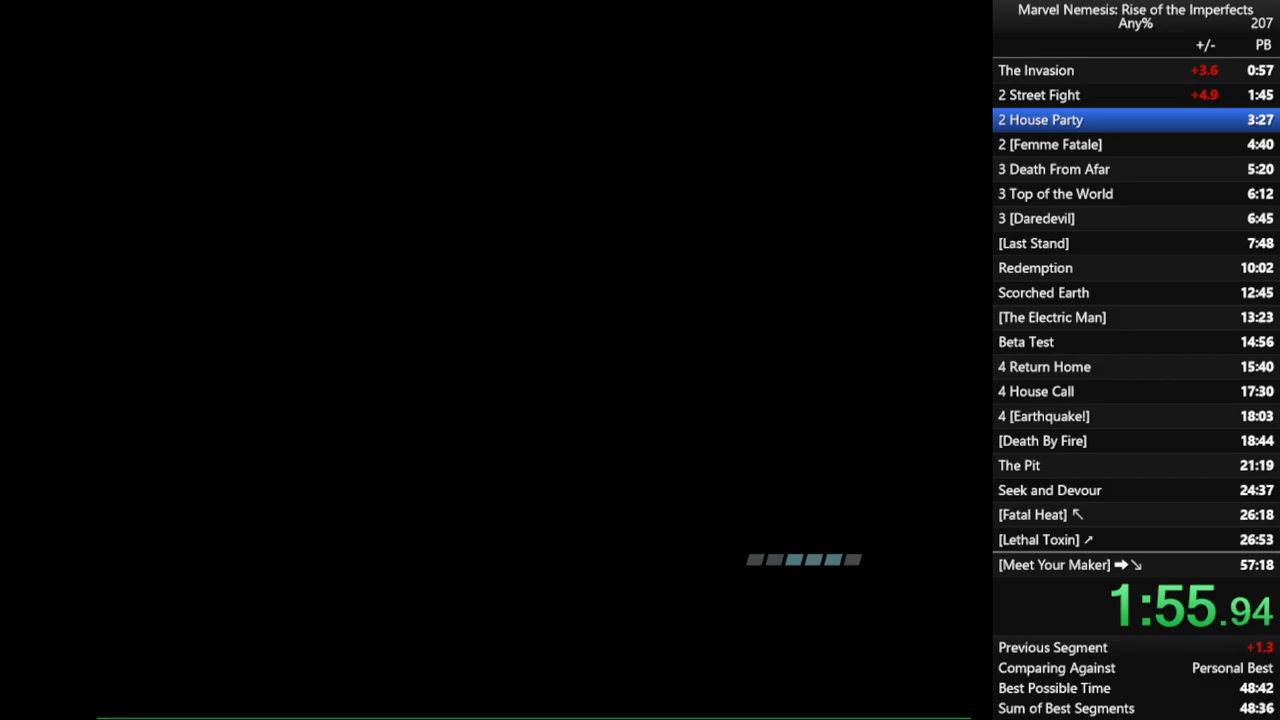 Marvel Nemesis: Rise of the Imperfects
Any% 207
+/- PB
The Invasion +3.6 0:57
2 Street Fight +4.9 1:45
2 House Party 3:27
2 [Femme Fatale] 4:40
3 Death From Afar 5:20
3 Top of the World 6:12
3 [Daredevil] 6:45
[Last Stand] 7:48
Redemption 10:02
Scorched Earth 12:45
[The Electric Man] 13:23
Beta Test 14:56
4 Return Home 15:40
4 House Call 17:30
4 [Earthquake!] 18:03
[Death By Fire] 18:44
The Pit 21:19
Seek and Devour 24:37
[Fatal Heat] ↖ 26:18
[Lethal Toxin] ↗ 26:53
[Meet Your Maker] ➡↘ 57:18
1:55.94
Previous Segment +1.3
Comparing Against Personal Best
Best Possible Time 48:42
Sum of Best Segments 48:36